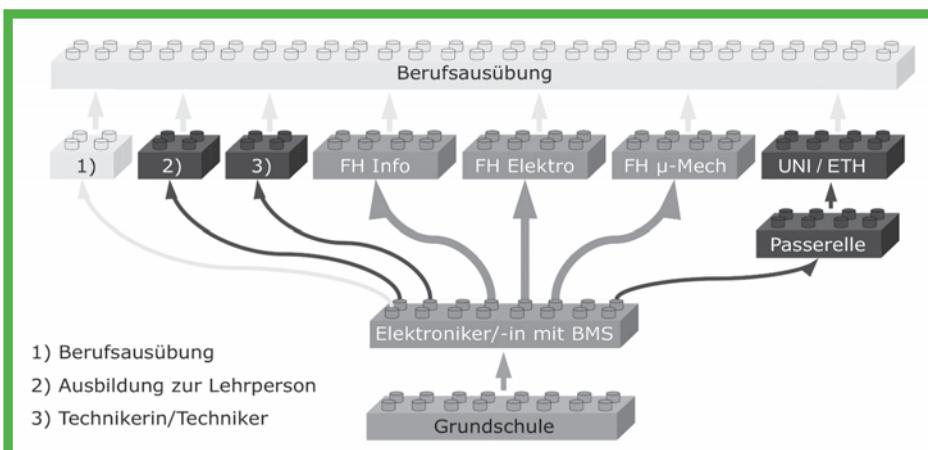 Berufsausübung
1)
2)
3)
FH Info
FH Elektro
FH µ-Mech
UNI / ETH
Passerelle
Elektroniker/-in mit BMS
1) Berufsausübung
2) Ausbildung zur Lehrperson
3) Technikerin/Techniker
Grundschule